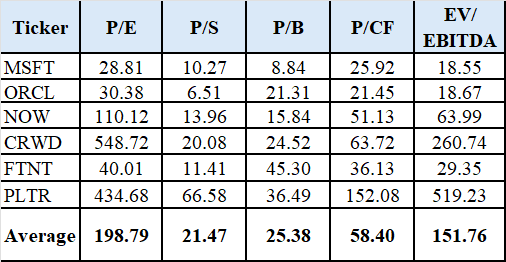 Ticker P/E P/S P/B P/CF EV/
EBITDA
MSFT 28.81 10.27 8.84 25.92 18.55
ORCL 30.38 6.51 21.31 21.45 18.67
NOW 110.12 13.96 15.84 51.13 63.99
CRWD 548.72 20.08 24.52 63.72 260.74
FTNT 40.01 11.41 45.30 36.13 29.35
PLTR 434.68 66.58 36.49 152.08 519.23
Average 198.79 21.47 25.38 58.40 151.76